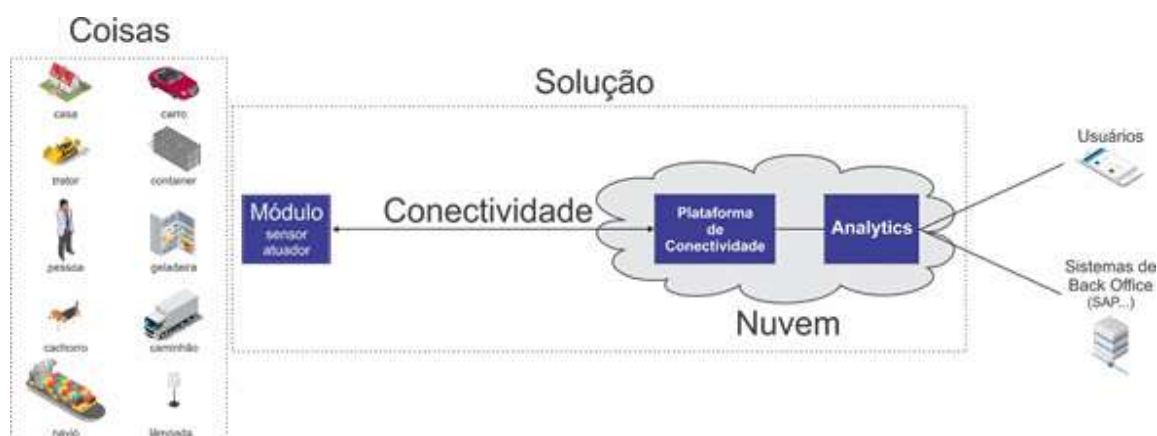 Coisas
casa
carro
trator
container
pessoa
geladeira
cachorro
caminhão
navio
lâmpada
Solução
Módulo
sensor
atuador
Conectividade
Plataforma
de
Conectividade
Analytics
Nuvem
Usuários
Sistemas de
Back Office
(SAP...)